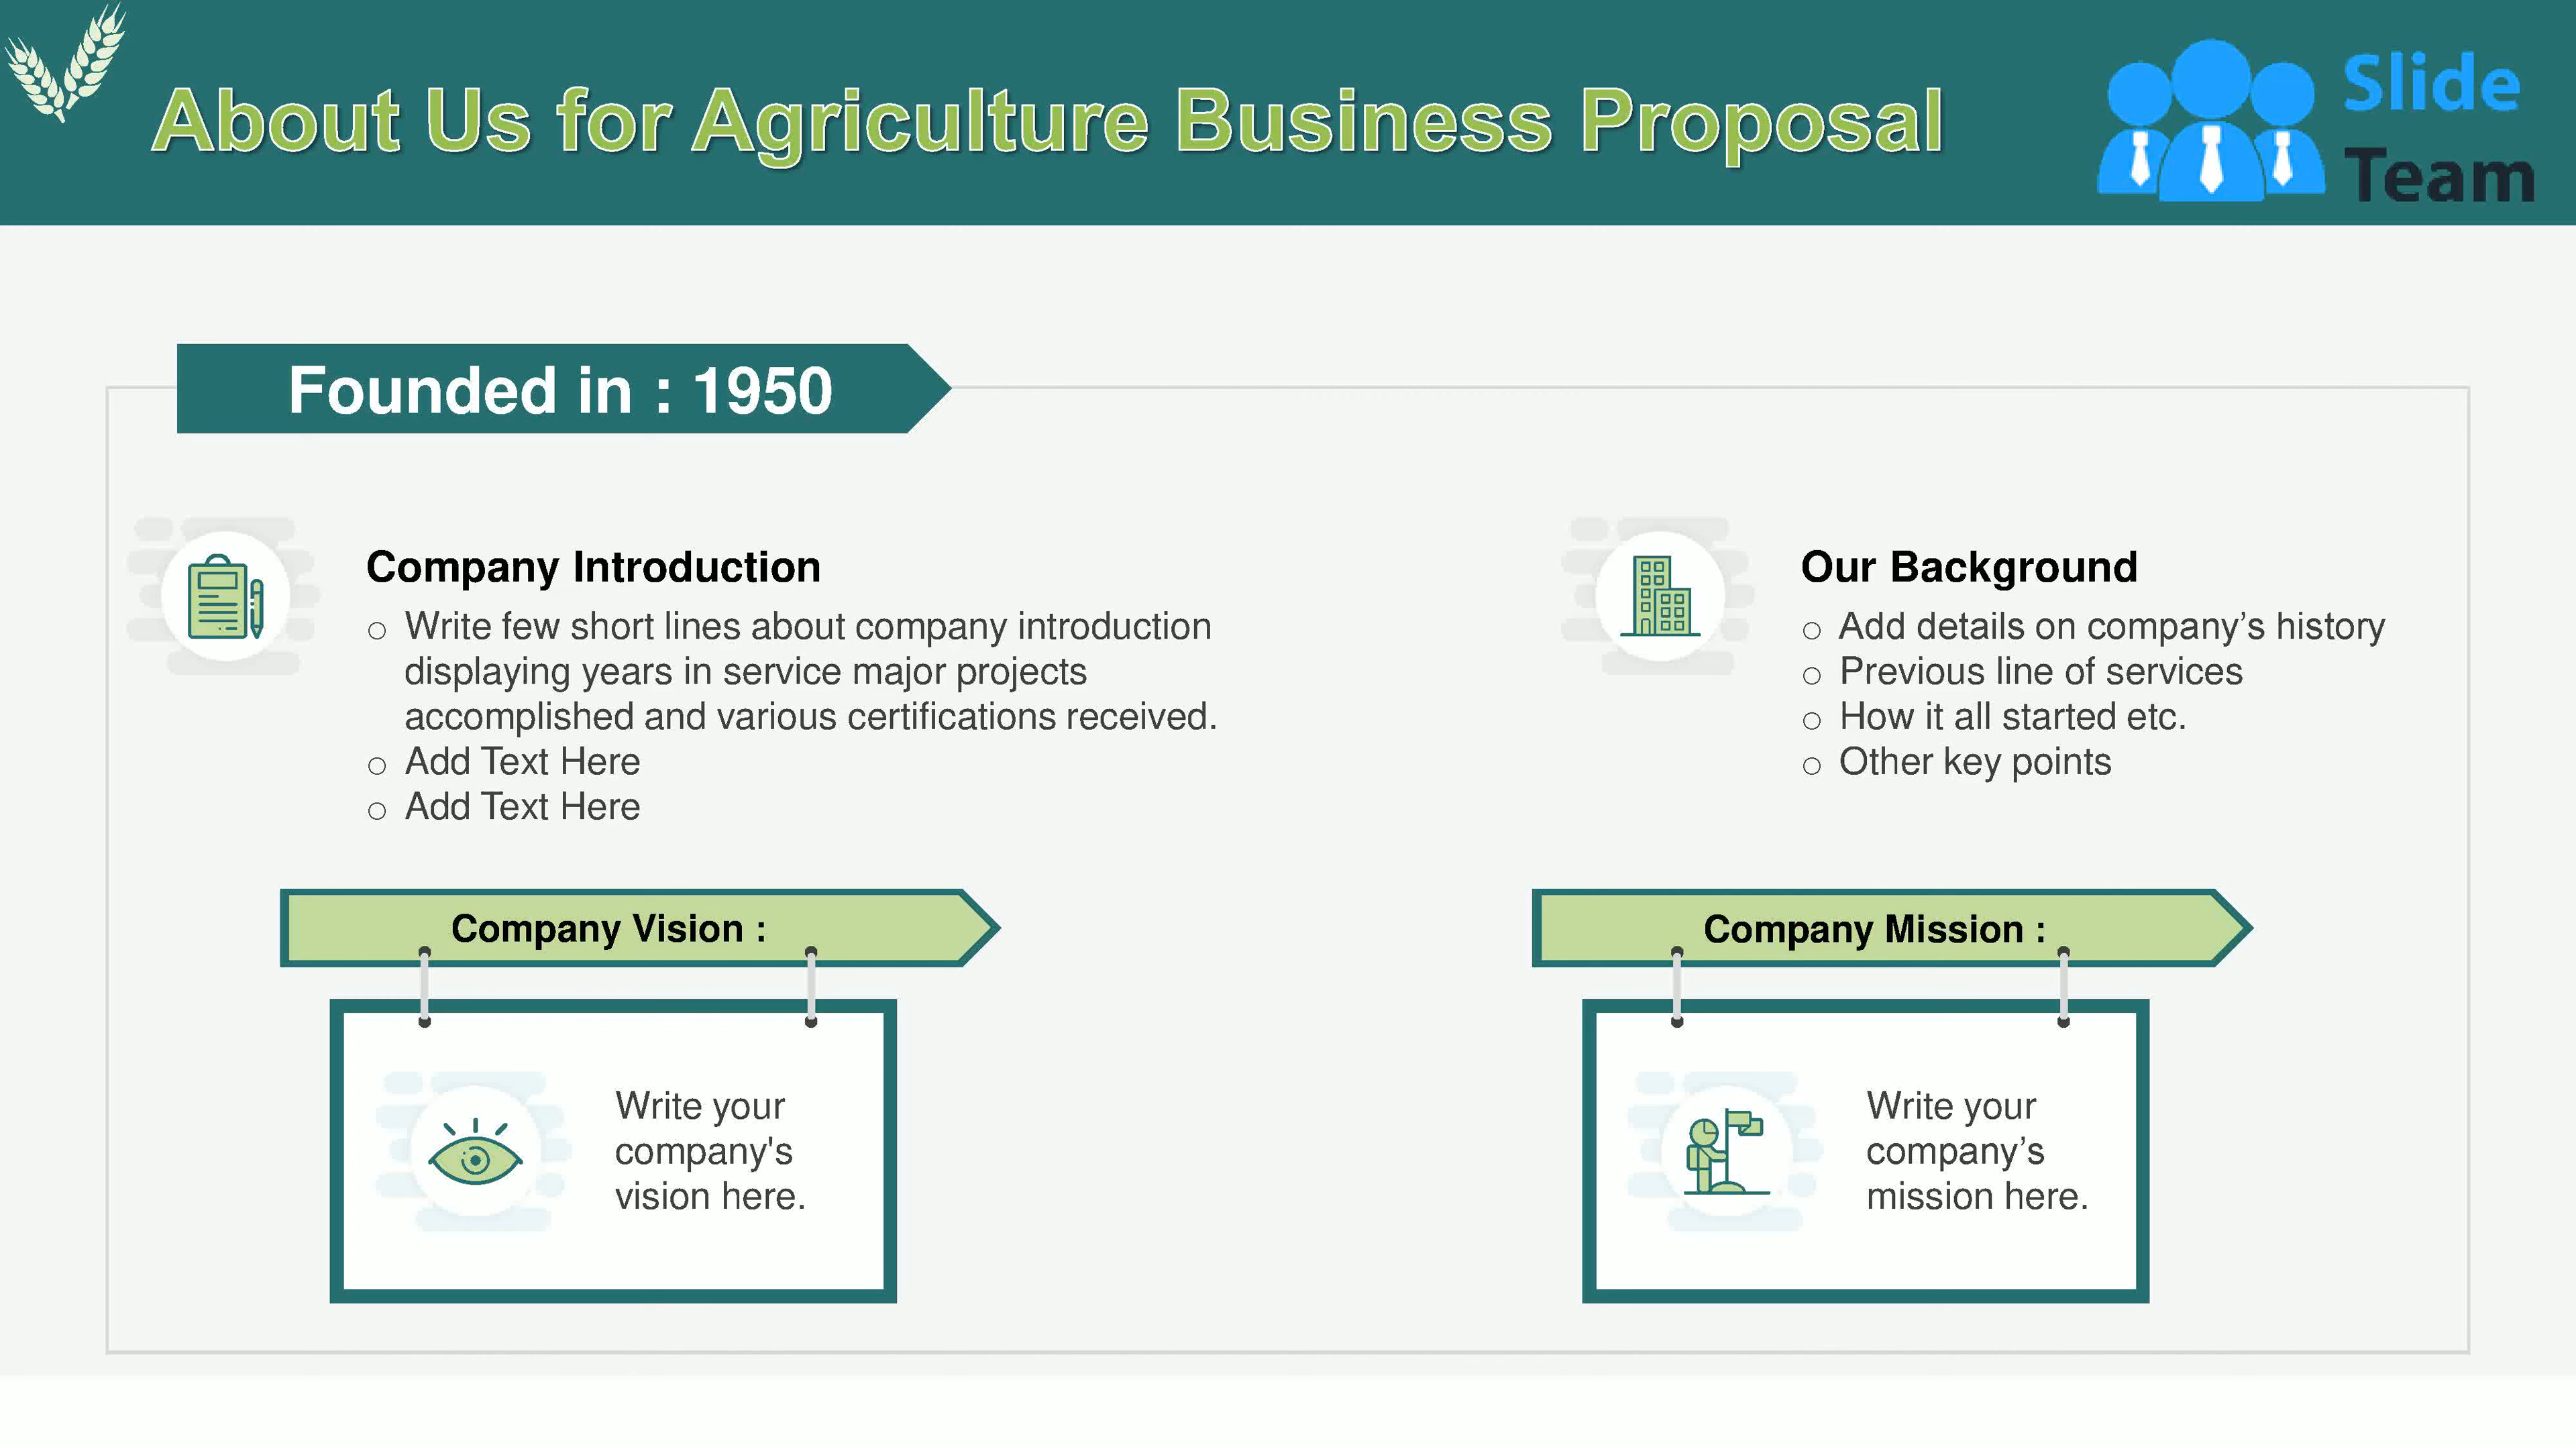 About Us for Agriculture Business Proposal
Slide
Team
Founded in : 1950
Company Introduction
○ Write few short lines about company introduction
displaying years in service major projects
accomplished and various certifications received.
○ Add Text Here
○ Add Text Here
Our Background
○ Add details on company’s history
○ Previous line of services
○ How it all started etc.
○ Other key points
Company Vision :
Write your
company's
vision here.
Company Mission :
Write your
company’s
mission here.